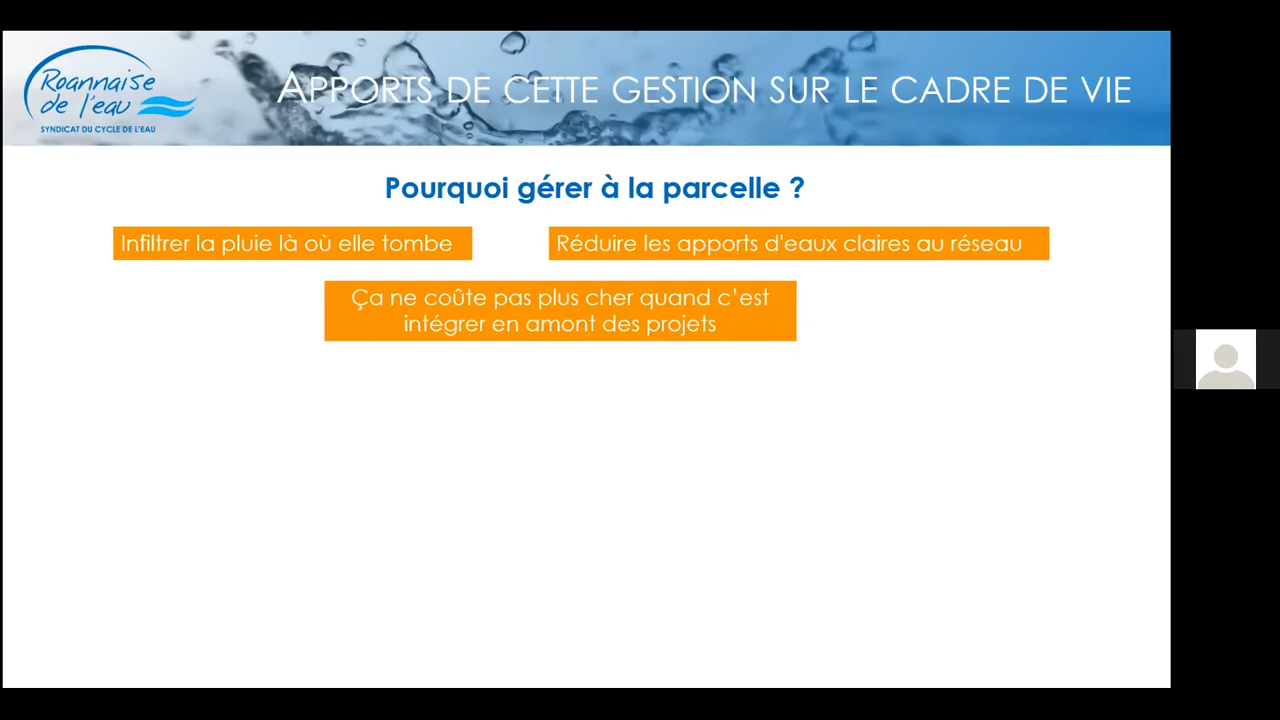 Roannaise
de l'eau
SYNDICAT DU CYCLE DE L'EAU
APPORTS DE CETTE GESTION SUR LE CADRE DE VIE
Pourquoi gérer à la parcelle ?
Infiltrer la pluie là où elle tombe
Réduire les apports d'eaux claires au réseau
Ça ne coûte pas plus cher quand c’est
intégrer en amont des projets